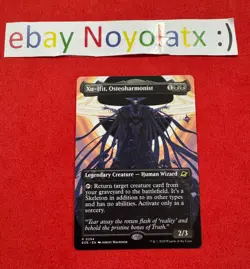 ebay Noyolatx :)
Xu-Ifit, Osteoharmonist
Legendary Creature — Human Wizard
: Return target creature card from
your graveyard to the battlefield. It's a
Skeleton in addition to its other types
and has no abilities. Activate only as a
sorcery.
"Tear away the rotten flesh of 'reality' and
behold the pristine bonus of Truth."
2/3